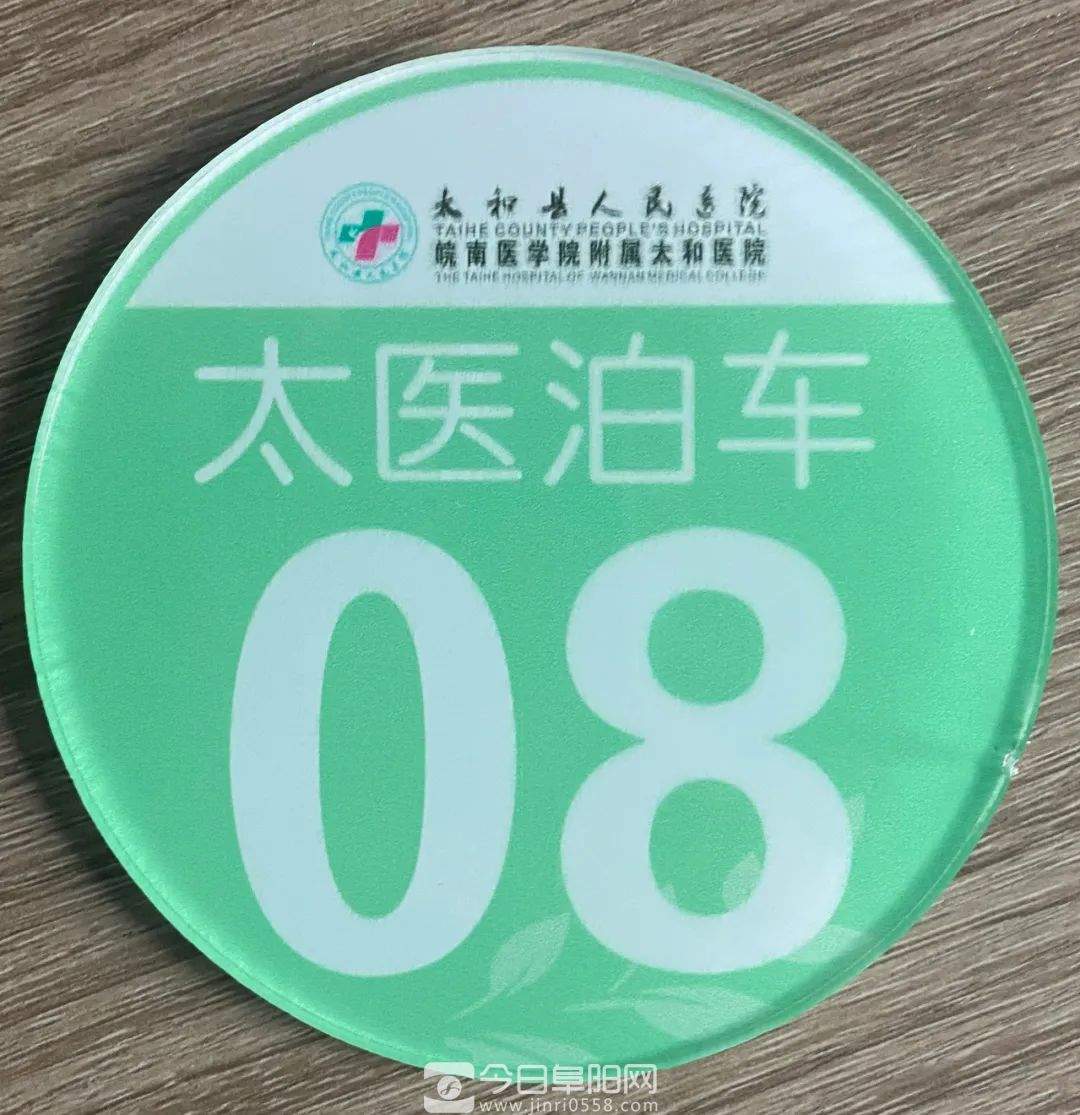 太和县人民医院
TAIHE COUNTY PEOPLE'S HOSPITAL
皖南医学院附属太和医院
THE TAIHE HOSPITAL OF WANNAN MEDICAL COLLEGE
太医泊车
08
今日阜阳网
www.jinri0558.com